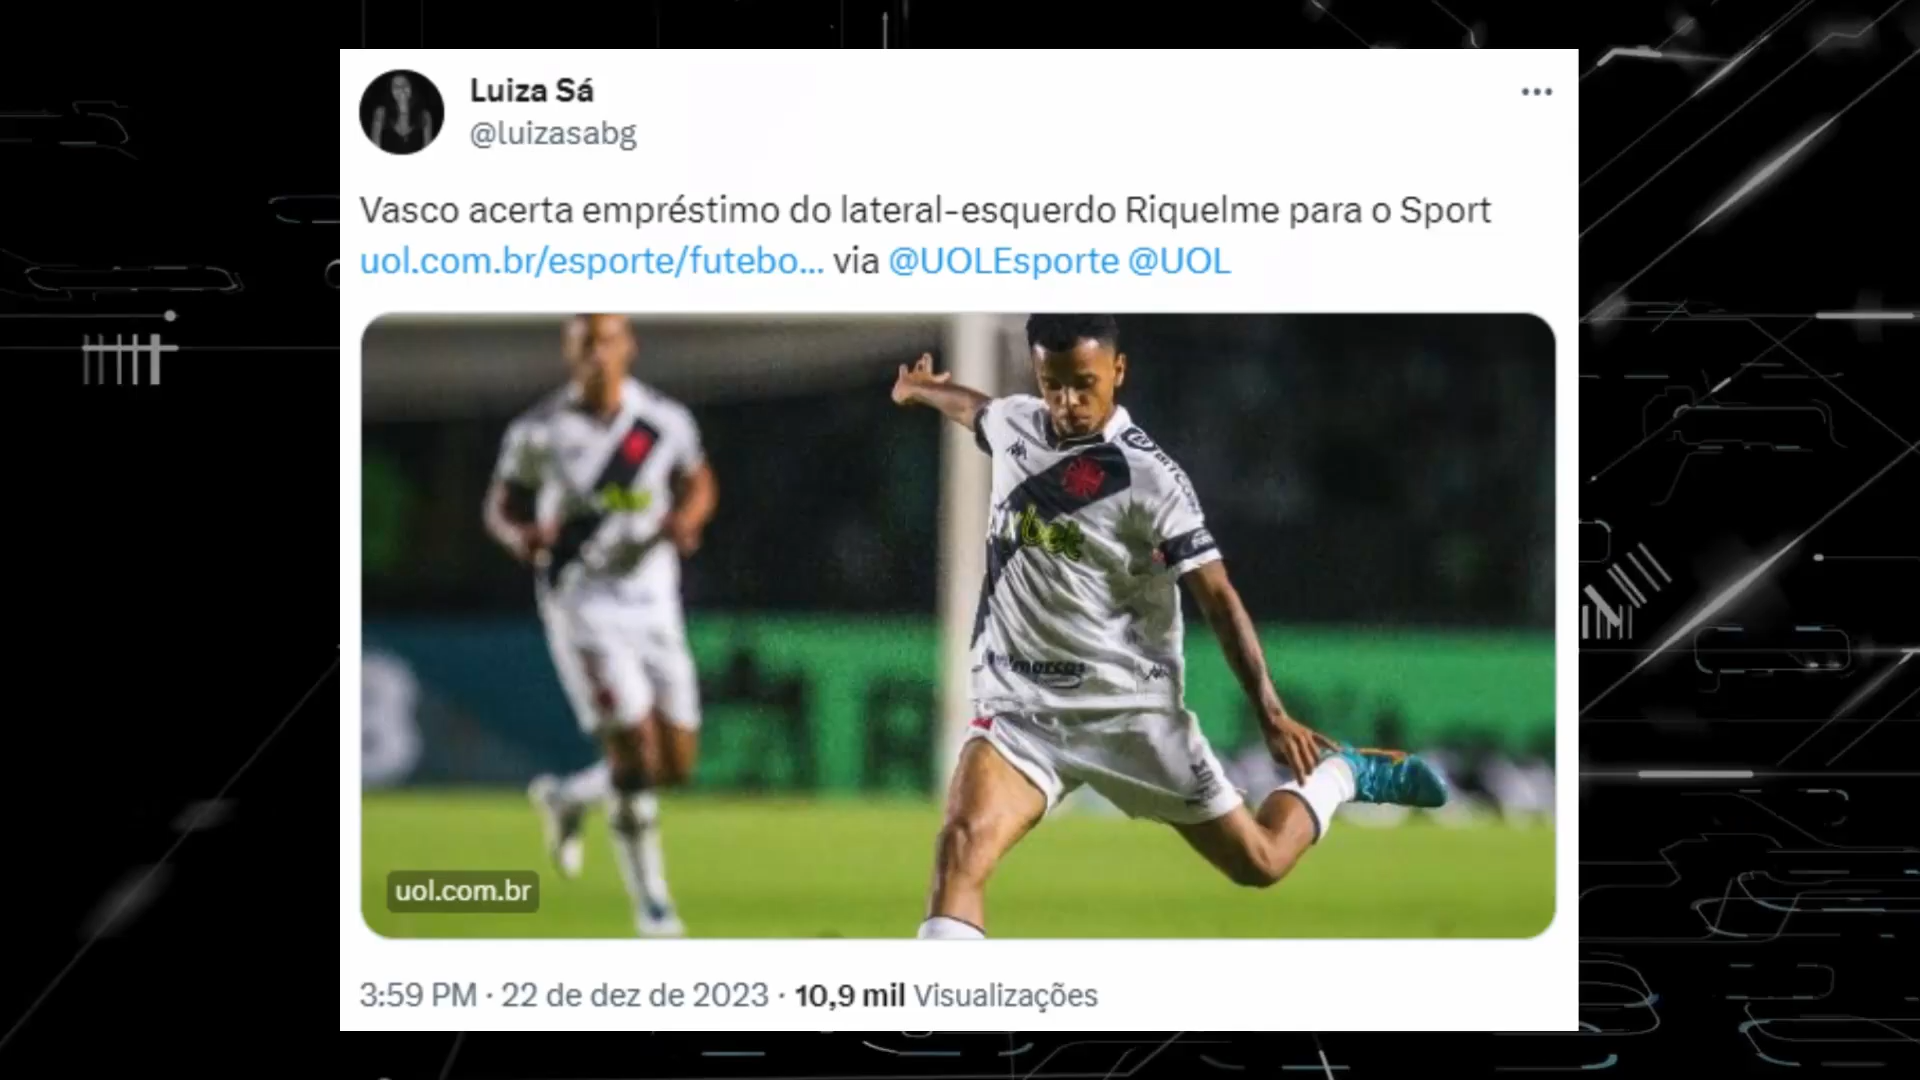 Luiza Sá
@luizasabg
Vasco acerta empréstimo do lateral-esquerdo Riquelme para o Sport
uol.com.br/esporte/futebo... via @UOLEsporte @UOL
uol.com.br
3:59 PM · 22 de dez de 2023 · 10,9 mil Visualizações